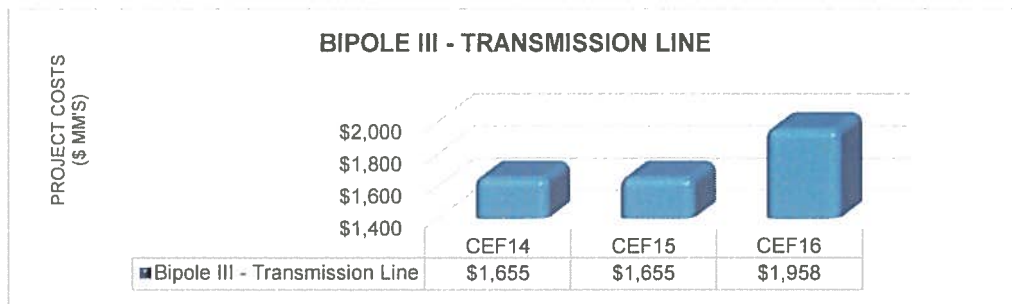 BIPOLE III - TRANSMISSION LINE
PROJECT COSTS
($ MM'S)
$2,000
$1,800
$1,600
$1,400
CEF14 CEF15 CEF16
Bipole III - Transmission Line $1,655 $1,655 $1,958